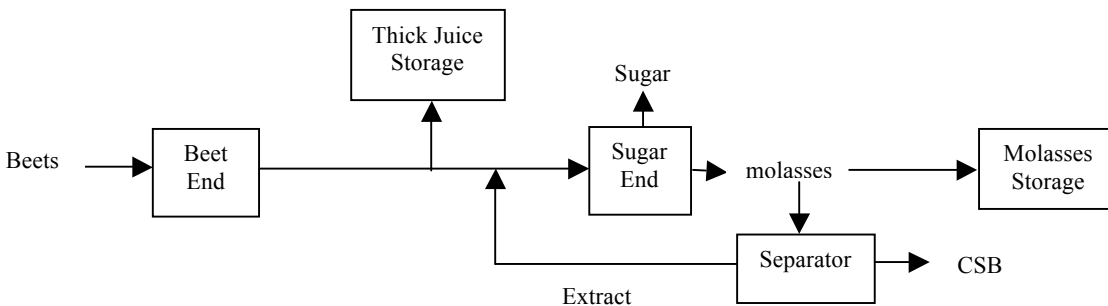 Thick Juice
Storage
Sugar
Beets
Beet
End
Sugar
End
molasses
Molasses
Storage
Separator
CSB
Extract